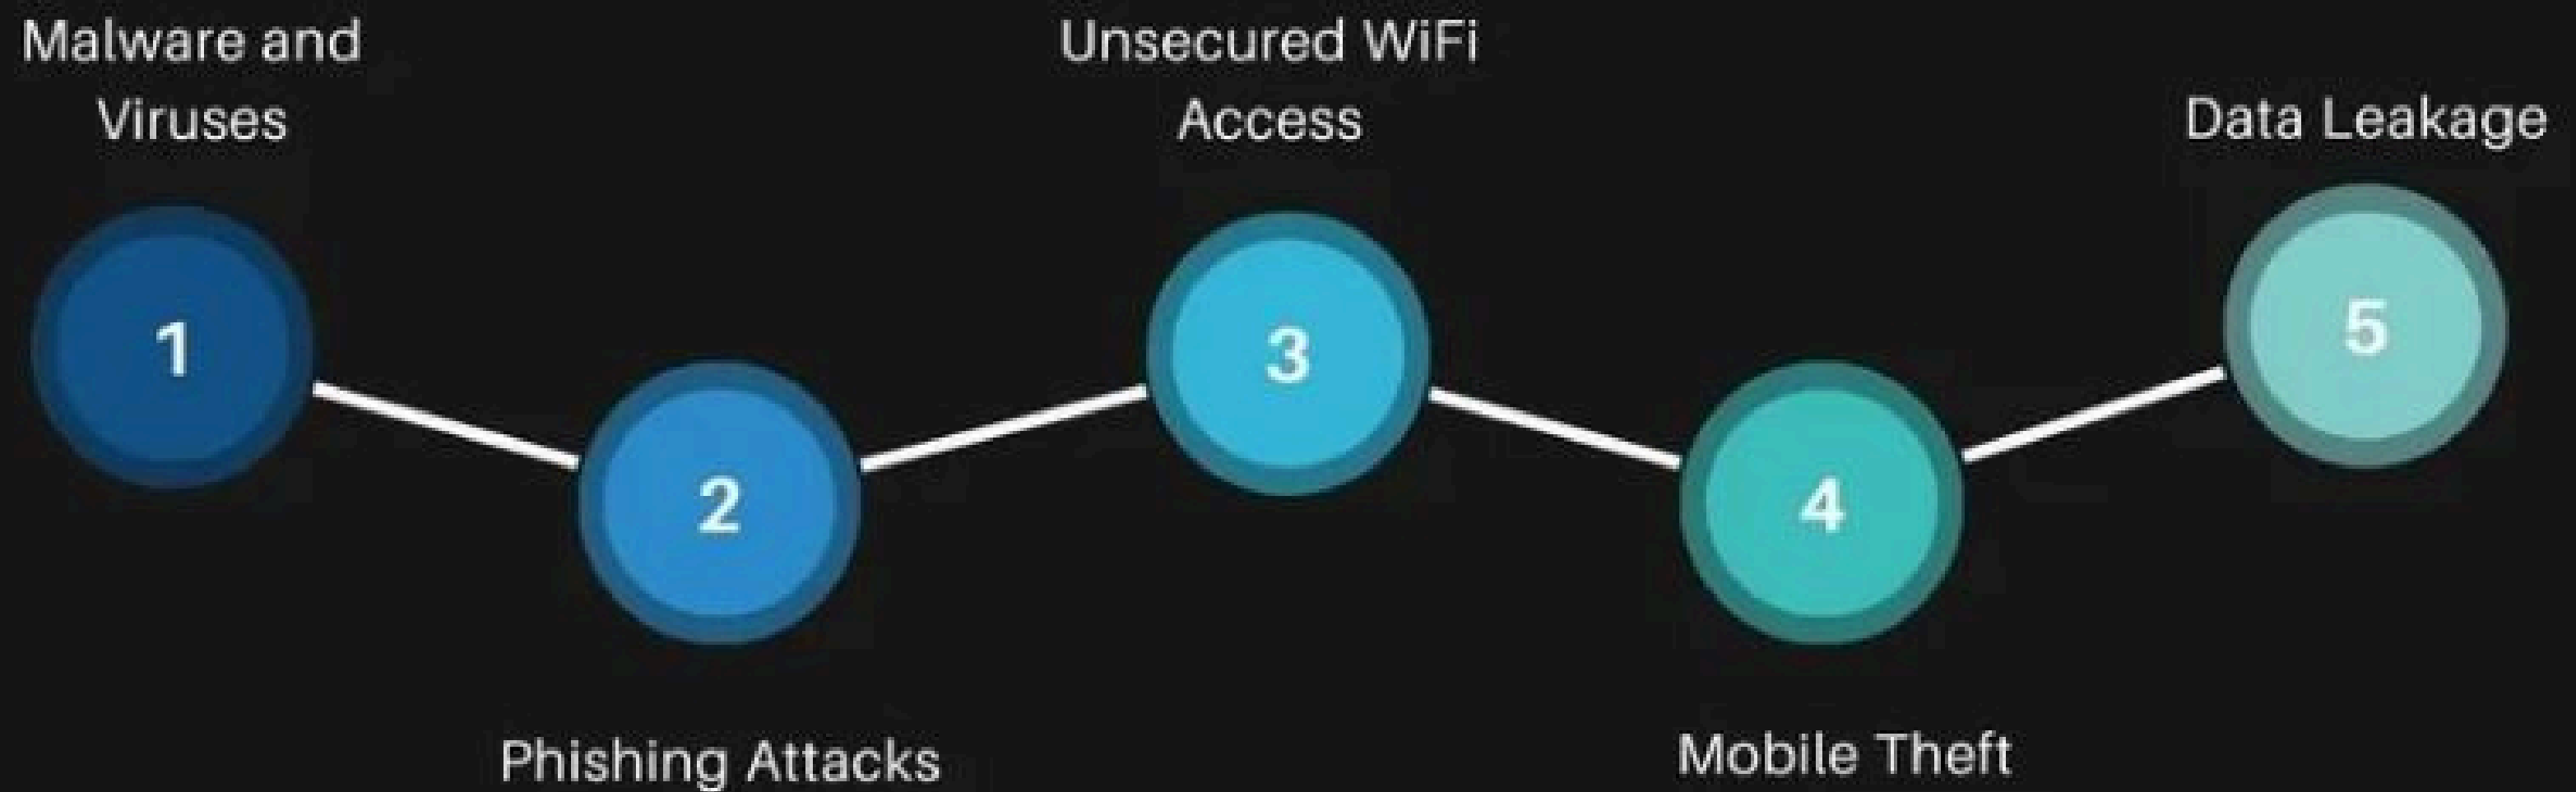 Malware and
Viruses
1
Phishing Attacks
2
Unsecured WiFi
Access
3
Mobile Theft
4
Data Leakage
5